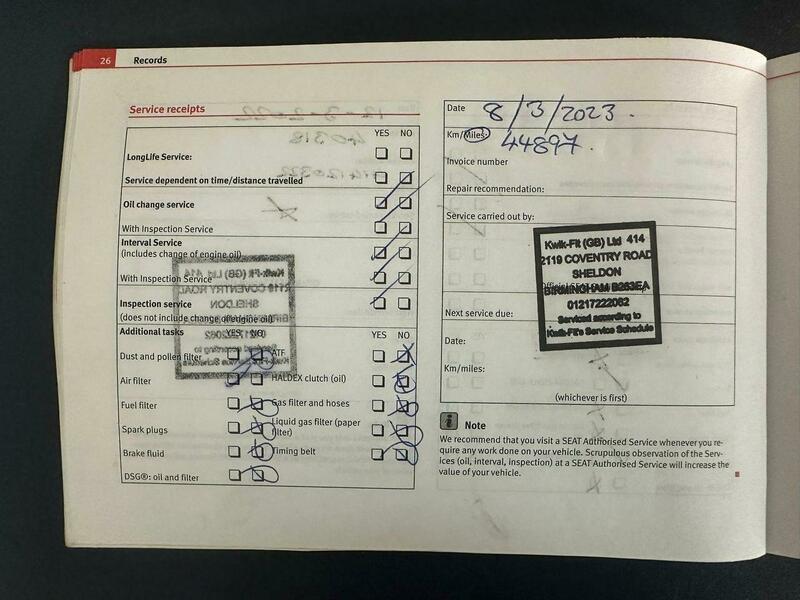 26 Records
Service receipts
YES NO
LongLife Service:
Service dependent on time/distance travelled
Oil change service
With Inspection Service
Interval Service
(includes change of engine oil)
With Inspection Service
Inspection service
(does not include change of engine oil)
Additional tasks YES NO YES NO
Dust and pollen filter ATF
Air filter HALDEX clutch (oil)
Fuel filter Gas filter and hoses
Spark plugs Liquid gas filter (paper
filter)
Brake fluid Timing belt
DSG®: oil and filter
Date 8/3/2023.
Km/Miles: 44897.
Invoice number
Repair recommendation:
Service carried out by:
Kwik-Fit (GB) Ltd 414
2119 COVENTRY ROAD
SHELDON
BIRMINGHAM B263EA
01217222062
Serviced according to
Kwik-Fit's Service Schedule
Next service due:
Date:
Km/miles:
(whichever is first)
i Note
We recommend that you visit a SEAT Authorised Service whenever you re-
quire any work done on your vehicle. Scrupulous observation of the Serv-
ices (oil, interval, inspection) at a SEAT Authorised Service will increase the
value of your vehicle.